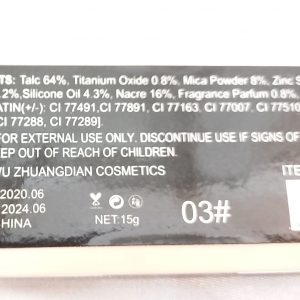 TS: Talc 64%, Titanium Oxide 0.8%, Mica Powder 8%, Zinc S
.2%, Silicone Oil 4.3%, Nacre 16%, Fragrance Parfum 0.8%,
ATIN(+/-): CI 77491,CI 77891, CI 77163, CI 77007, CI 77510
CI 77288, CI 77289].
FOR EXTERNAL USE ONLY. DISCONTINUE USE IF SIGNS OF
KEEP OUT OF REACH OF CHILDREN.
WU ZHUANGDIAN COSMETICS
ITE
2020.06
2024.06
HINA
NET:15g
03#